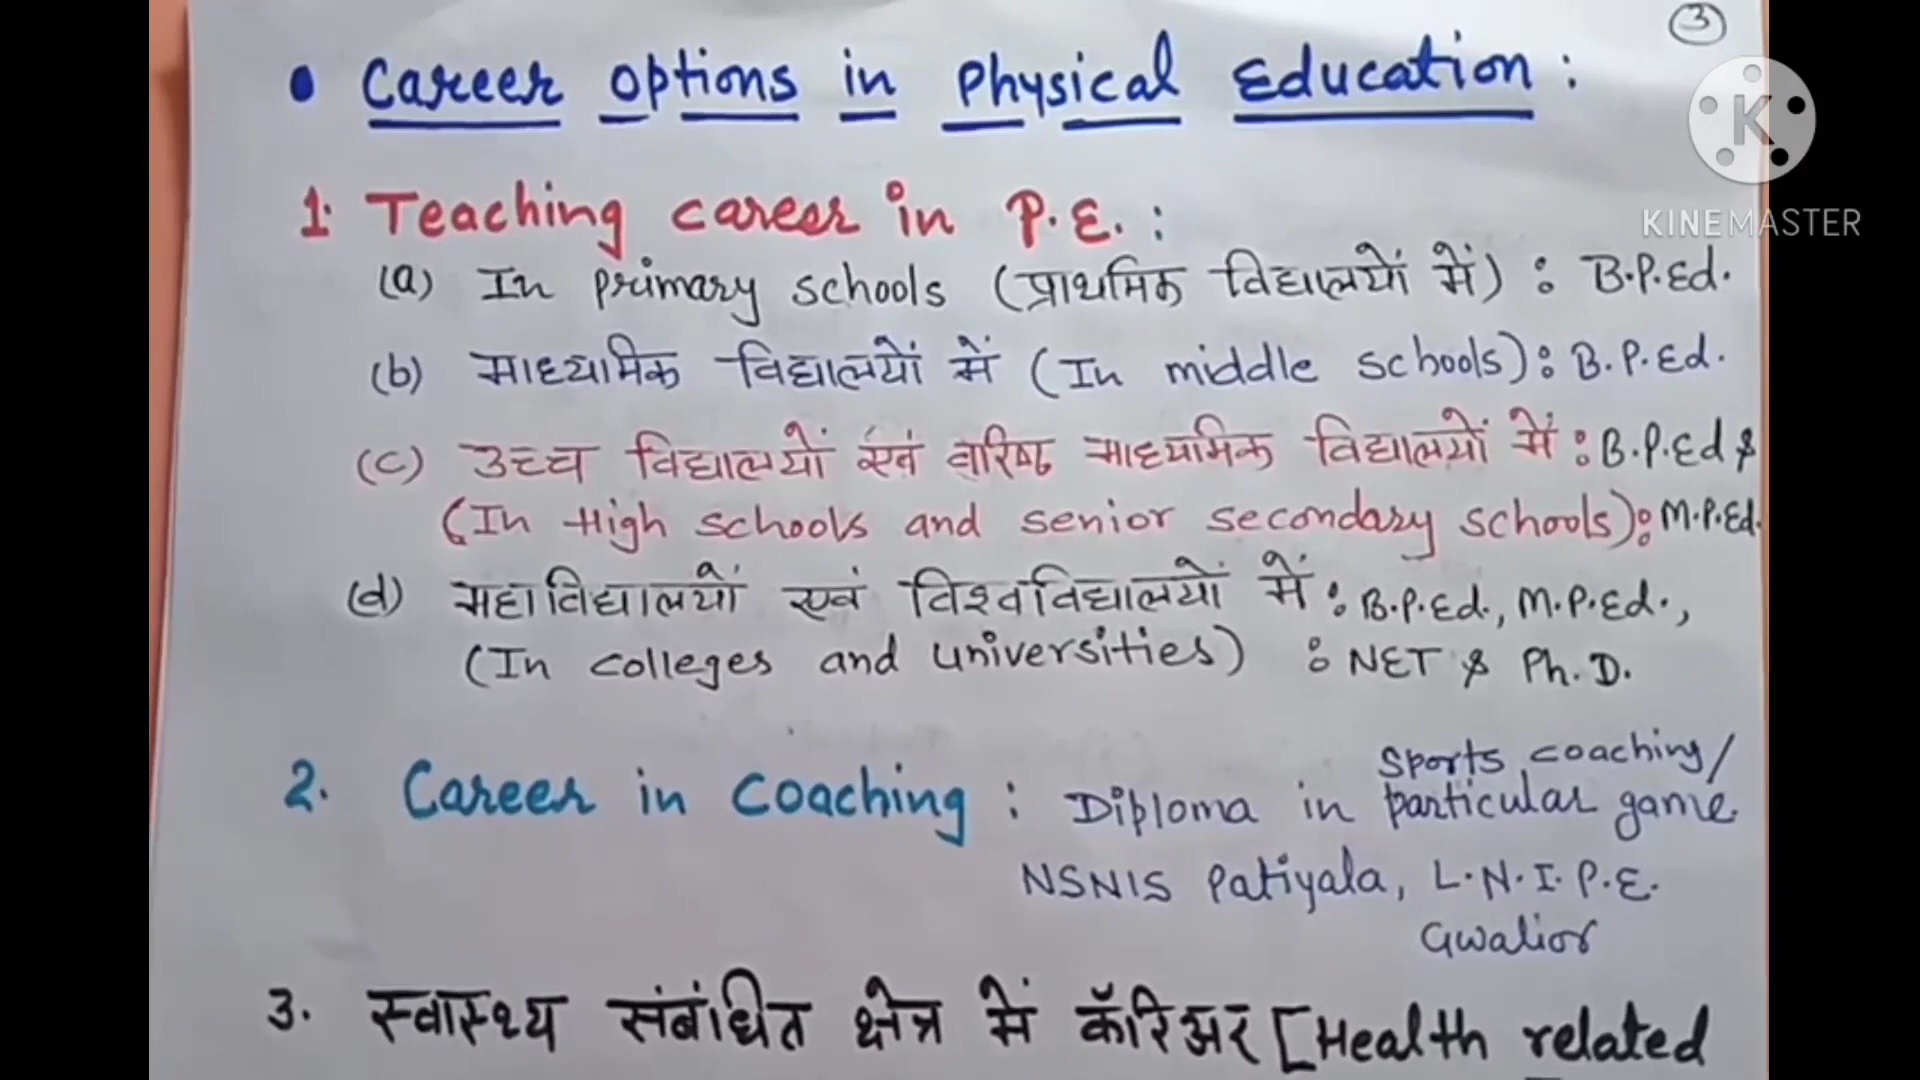 ③
• Career options in Physical Education :
K
KINEMASTER
1. Teaching career in P.E. :
(a) In primary schools (प्राथमिक विद्यालयों में) : B.P.Ed.
(b) माध्यामिक विद्यालयों में (In middle schools) : B.P.Ed.
(c) उच्च विद्यालयों एवं वारिष्ठ माध्यामिक विद्यालयों में : B.P.Ed &
(In High schools and senior secondary schools) : M.P.Ed.
(d) महाविद्यालयों एवं विश्वविद्यालयों में : B.P.Ed., M.P.Ed.,
(In colleges and universities) : NET & Ph.D.
2. Career in Coaching : Diploma in sports coaching/
particular game.
NSNIS Patiyala, L.N.I.P.E.
Gwalior
3. स्वास्थ्य संबंधित क्षेत्र में कॅारिअर [Health related